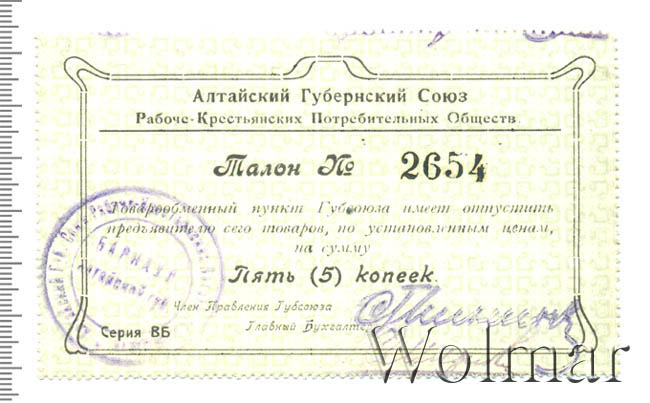 Алтайский Губернский Союз
Рабоче-Крестьянских Потребительных Обществ.
Талон № 2654
Товарообменный пункт Губсоюза имеет отпустить
предъявителю сего товаров, по установленным ценам,
на сумму
Пять (5) копеек.
Член Правления Губсоюза
Главный Бухгалтер
Серия ВБ
БАРНАУЛ
Wolmar